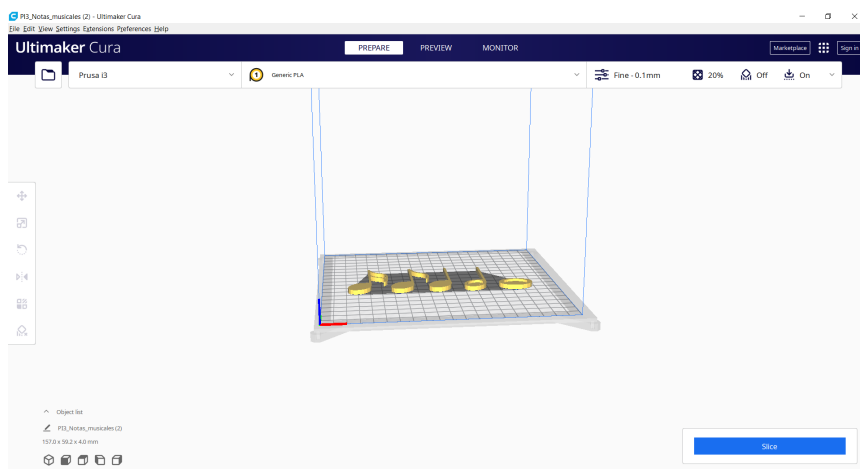 PI3_Notas_musicales (2) - Ultimaker Cura
File Edit View Settings Extensions Preferences Help
Ultimaker Cura PREPARE PREVIEW MONITOR Marketplace Sign in
Prusa i3 1 Generic PLA Fine - 0.1mm 20% Off On
Object list
PI3_Notas_musicales (2)
157.0 x 59.2 x 4.0 mm
Slice